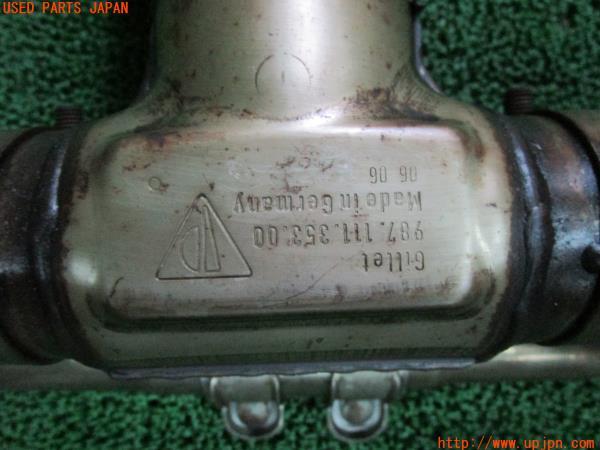 USED PARTS JAPAN
Gillet
987.111.353.00
Made in Germany
06 06
http://www.upjpn.com